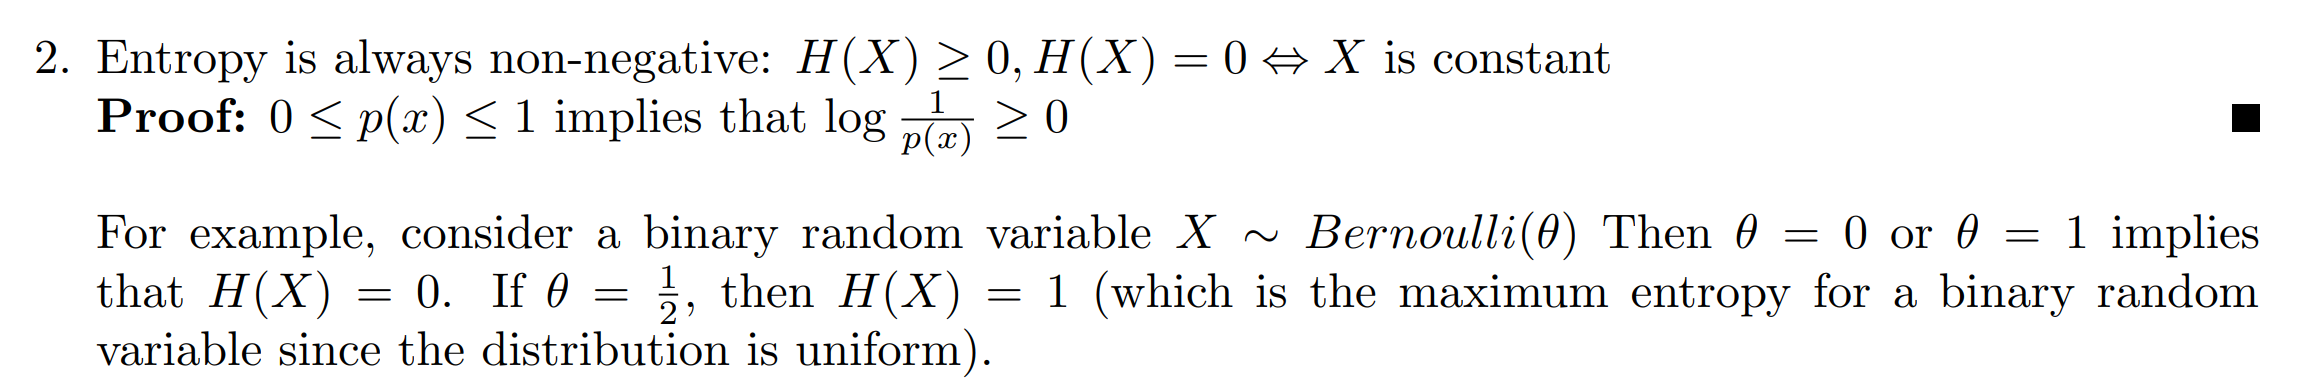 2. Entropy is always non-negative: H(X) ≥ 0, H(X) = 0 ⇔ X is constant
Proof: 0 ≤ p(x) ≤ 1 implies that log 1/p(x) ≥ 0 ■
For example, consider a binary random variable X ∼ Bernoulli(θ) Then θ = 0 or θ = 1 implies
that H(X) = 0. If θ = 1/2, then H(X) = 1 (which is the maximum entropy for a binary random
variable since the distribution is uniform).